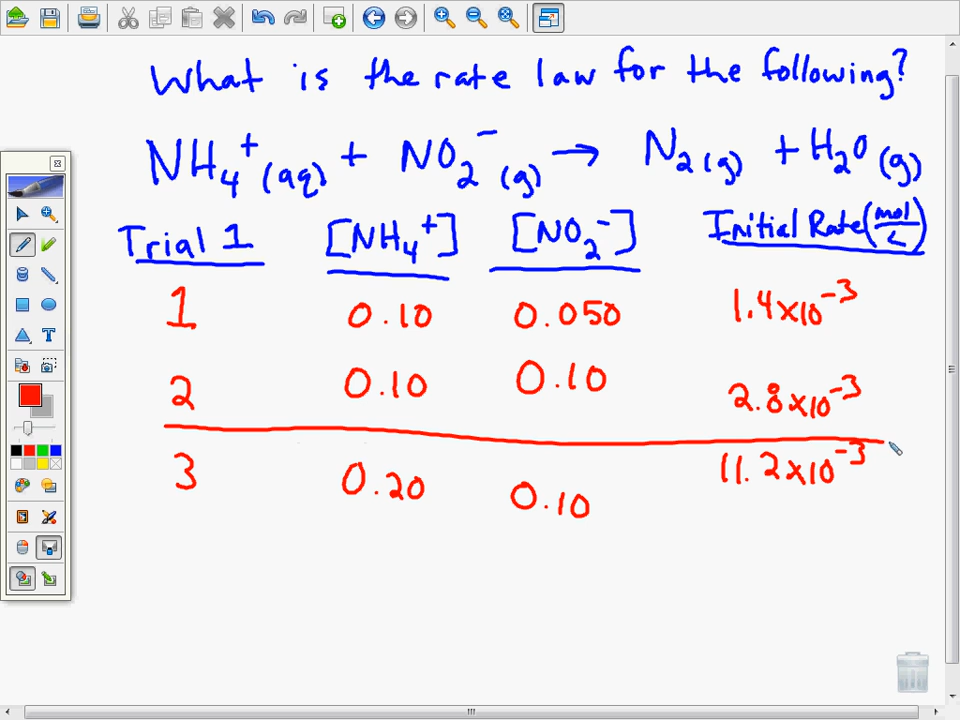 What is the rate law for the following?
NH₄⁺(aq) + NO₂⁻(g) → N₂(g) + H₂O(g)
Trial 1 [NH₄⁺] [NO₂⁻] Initial Rate (mol/L)
1 0.10 0.050 1.4x10⁻³
2 0.10 0.10 2.8x10⁻³
3 0.20 0.10 11.2x10⁻³